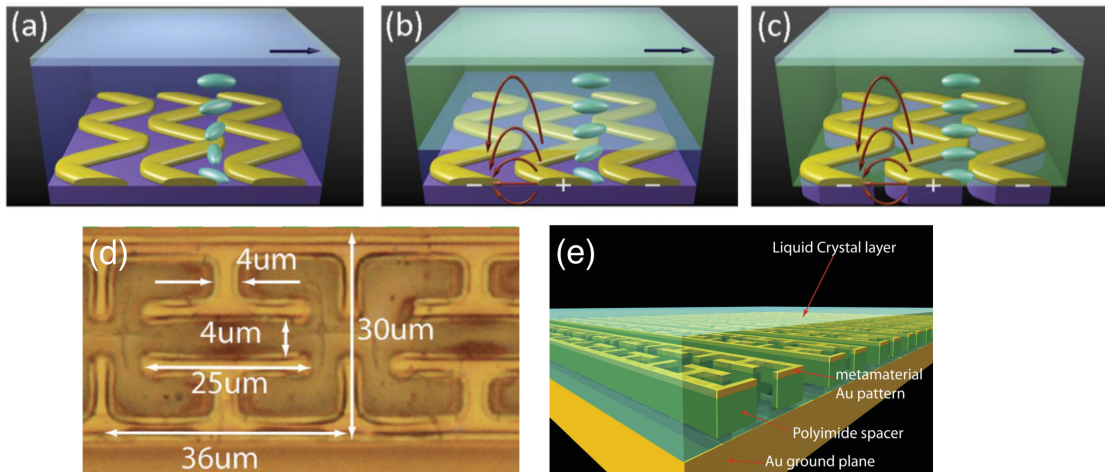 (a)
(b)
(c)
− + −
− + −
(d)
4um
4um
30um
25um
36um
(e)
Liquid Crystal layer
metamaterial
Au pattern
Polyimide spacer
Au ground plane